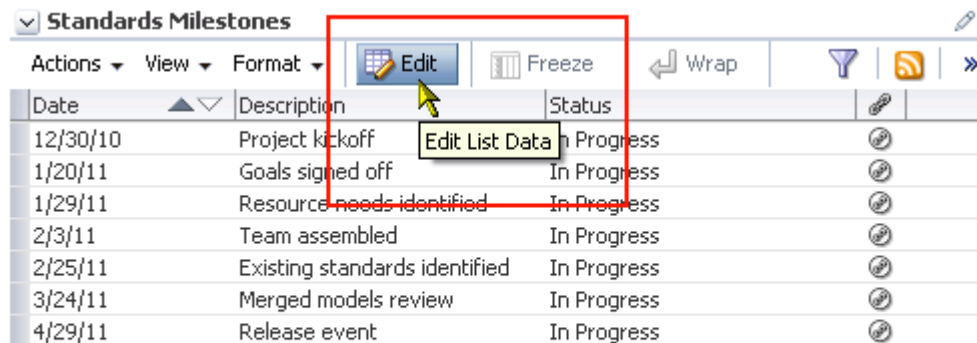 Standards Milestones
Actions View Format Edit Freeze Wrap
Date Description Status
12/30/10 Project kickoff In Progress
Edit List Data
1/20/11 Goals signed off In Progress
1/29/11 Resource needs identified In Progress
2/3/11 Team assembled In Progress
2/25/11 Existing standards identified In Progress
3/24/11 Merged models review In Progress
4/29/11 Release event In Progress